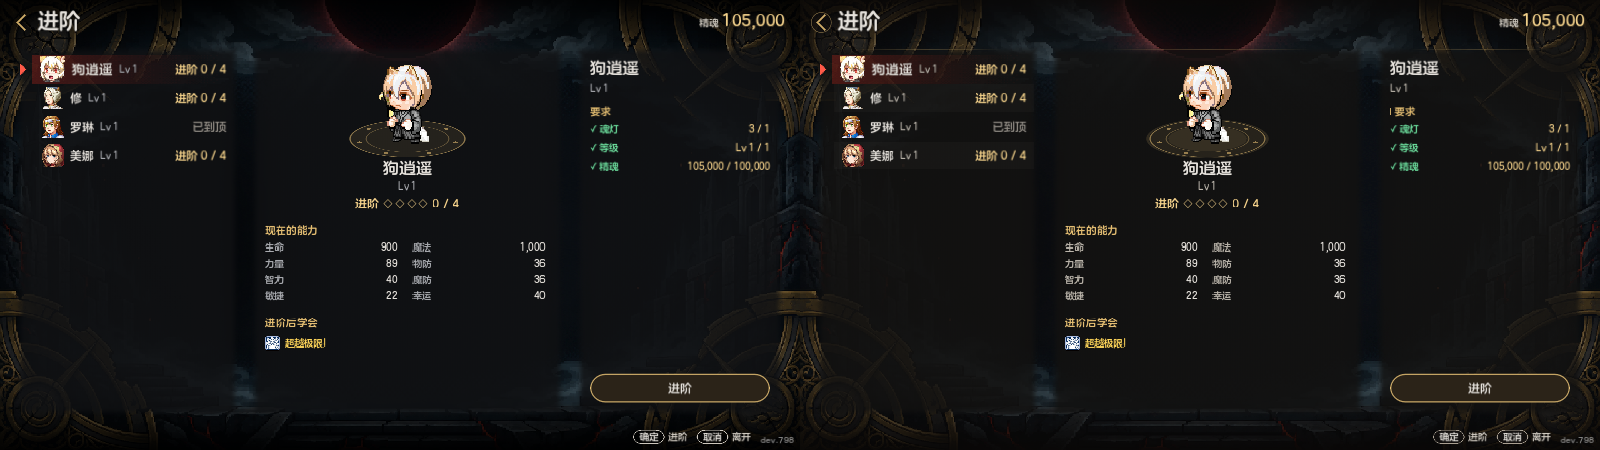 进阶
精魂 105,000
狗逍遥 Lv1 进阶 0 / 4
修 Lv1 进阶 0 / 4
罗琳 Lv1 已到顶
美娜 Lv1 进阶 0 / 4
狗逍遥
Lv1
进阶 ◇◇◇◇ 0 / 4
现在的能力
生命 900 魔法 1,000
力量 89 物防 36
智力 40 魔防 36
敏捷 22 幸运 40
进阶后学会
超越极限!
狗逍遥
Lv1
要求
✓魂灯 3 / 1
✓等级 Lv1 / 1
✓精魂 105,000 / 100,000
进阶
确定 进阶 取消 离开 dev.798
进阶
精魂 105,000
狗逍遥 Lv1 进阶 0 / 4
修 Lv1 进阶 0 / 4
罗琳 Lv1 已到顶
美娜 Lv1 进阶 0 / 4
狗逍遥
Lv1
进阶 ◇◇◇◇ 0 / 4
现在的能力
生命 900 魔法 1,000
力量 89 物防 36
智力 40 魔防 36
敏捷 22 幸运 40
进阶后学会
超越极限!
狗逍遥
Lv1
要求
✓魂灯 3 / 1
✓等级 Lv1 / 1
✓精魂 105,000 / 100,000
进阶
确定 进阶 取消 离开 dev.798